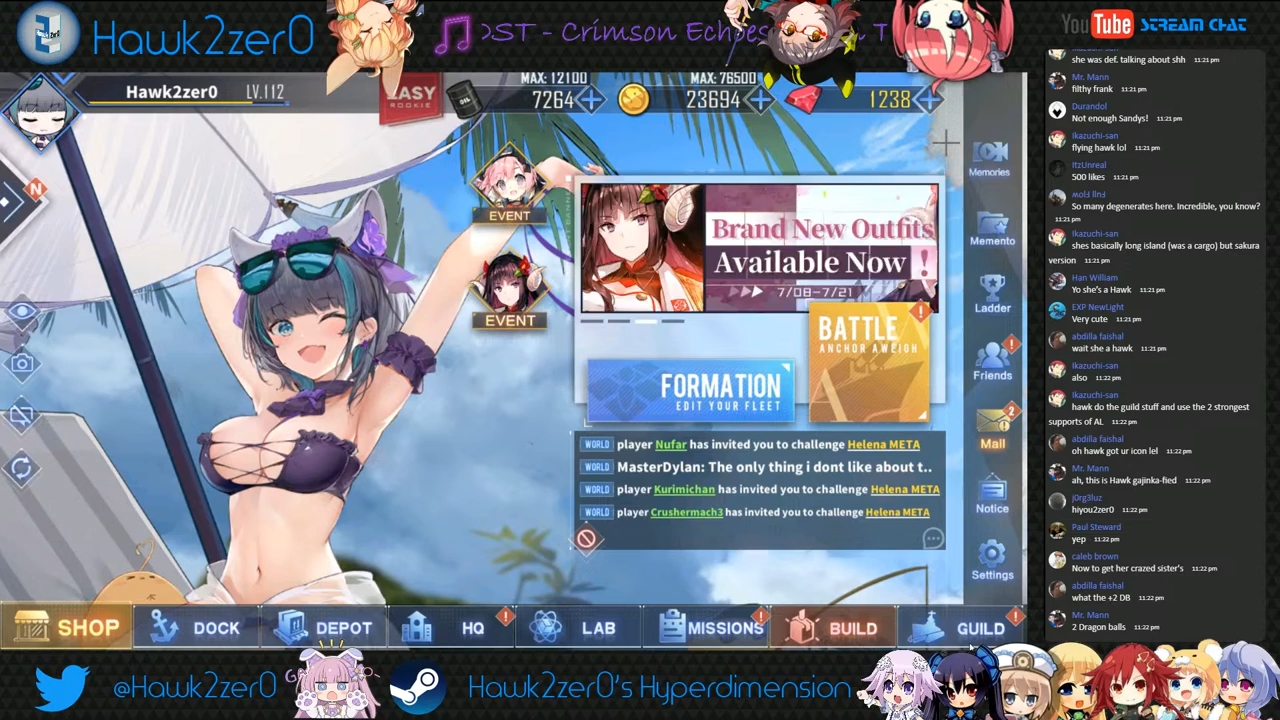 Hawk2zer0
OST - Crimson Echoes
T
YouTube STREAM CHAT
Hawk2zer0 LV.112
EASY
ROOKIE
OIL
MAX: 12100
7264
23694
MAX: 76500
1238
N
EVENT
EVENT
Brand New Outfits
Available Now !
7/08-7/21
BATTLE
ANCHOR AWEIGH
FORMATION
EDIT YOUR FLEET
WORLD player Nufar has invited you to challenge Helena META
WORLD MasterDylan: The only thing i dont like about t..
WORLD player Kurimichan has invited you to challenge Helena META
WORLD player Crushermach3 has invited you to challenge Helena META
Memories
Memento
Ladder
Friends
2
Mail
Notice
Settings
SHOP
DOCK
DEPOT
HQ
LAB
MISSIONS
BUILD
GUILD
@Hawk2zer0
Hawk2zer0's Hyperdimension
she was def. talking about shh 11:21 pm
Mr. Mann
filthy frank 11:21 pm
Durandol
Not enough Sandys! 11:21 pm
Ikazuchi-san
flying hawk lol 11:21 pm
ItzUnreal
500 likes 11:21 pm
So many degenerates here. Incredible, you know?
11:21 pm
Ikazuchi-san
shes basically long island (was a cargo) but sakura
version 11:21 pm
Han William
Yo she's a Hawk 11:21 pm
EXP NewLight
Very cute 11:21 pm
abdilla faishal
wait she a hawk 11:21 pm
Ikazuchi-san
also 11:22 pm
Ikazuchi-san
hawk do the guild stuff and use the 2 strongest
supports of AL 11:22 pm
abdilla faishal
oh hawk got ur icon lel 11:22 pm
Mr. Mann
ah, this is Hawk gajinka-fied 11:22 pm
j0rg3luz
hiyou2zer0 11:22 pm
Paul Steward
yep 11:22 pm
caleb brown
Now to get her crazed sister's 11:22 pm
abdilla faishal
what the +2 DB 11:22 pm
Mr. Mann
2 Dragon balls 11:22 pm